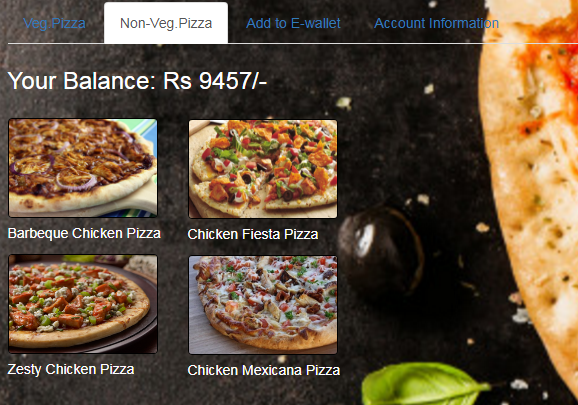 Veg.Pizza Non-Veg.Pizza Add to E-wallet Account Information
Your Balance: Rs 9457/-
Barbeque Chicken Pizza Chicken Fiesta Pizza
Zesty Chicken Pizza Chicken Mexicana Pizza